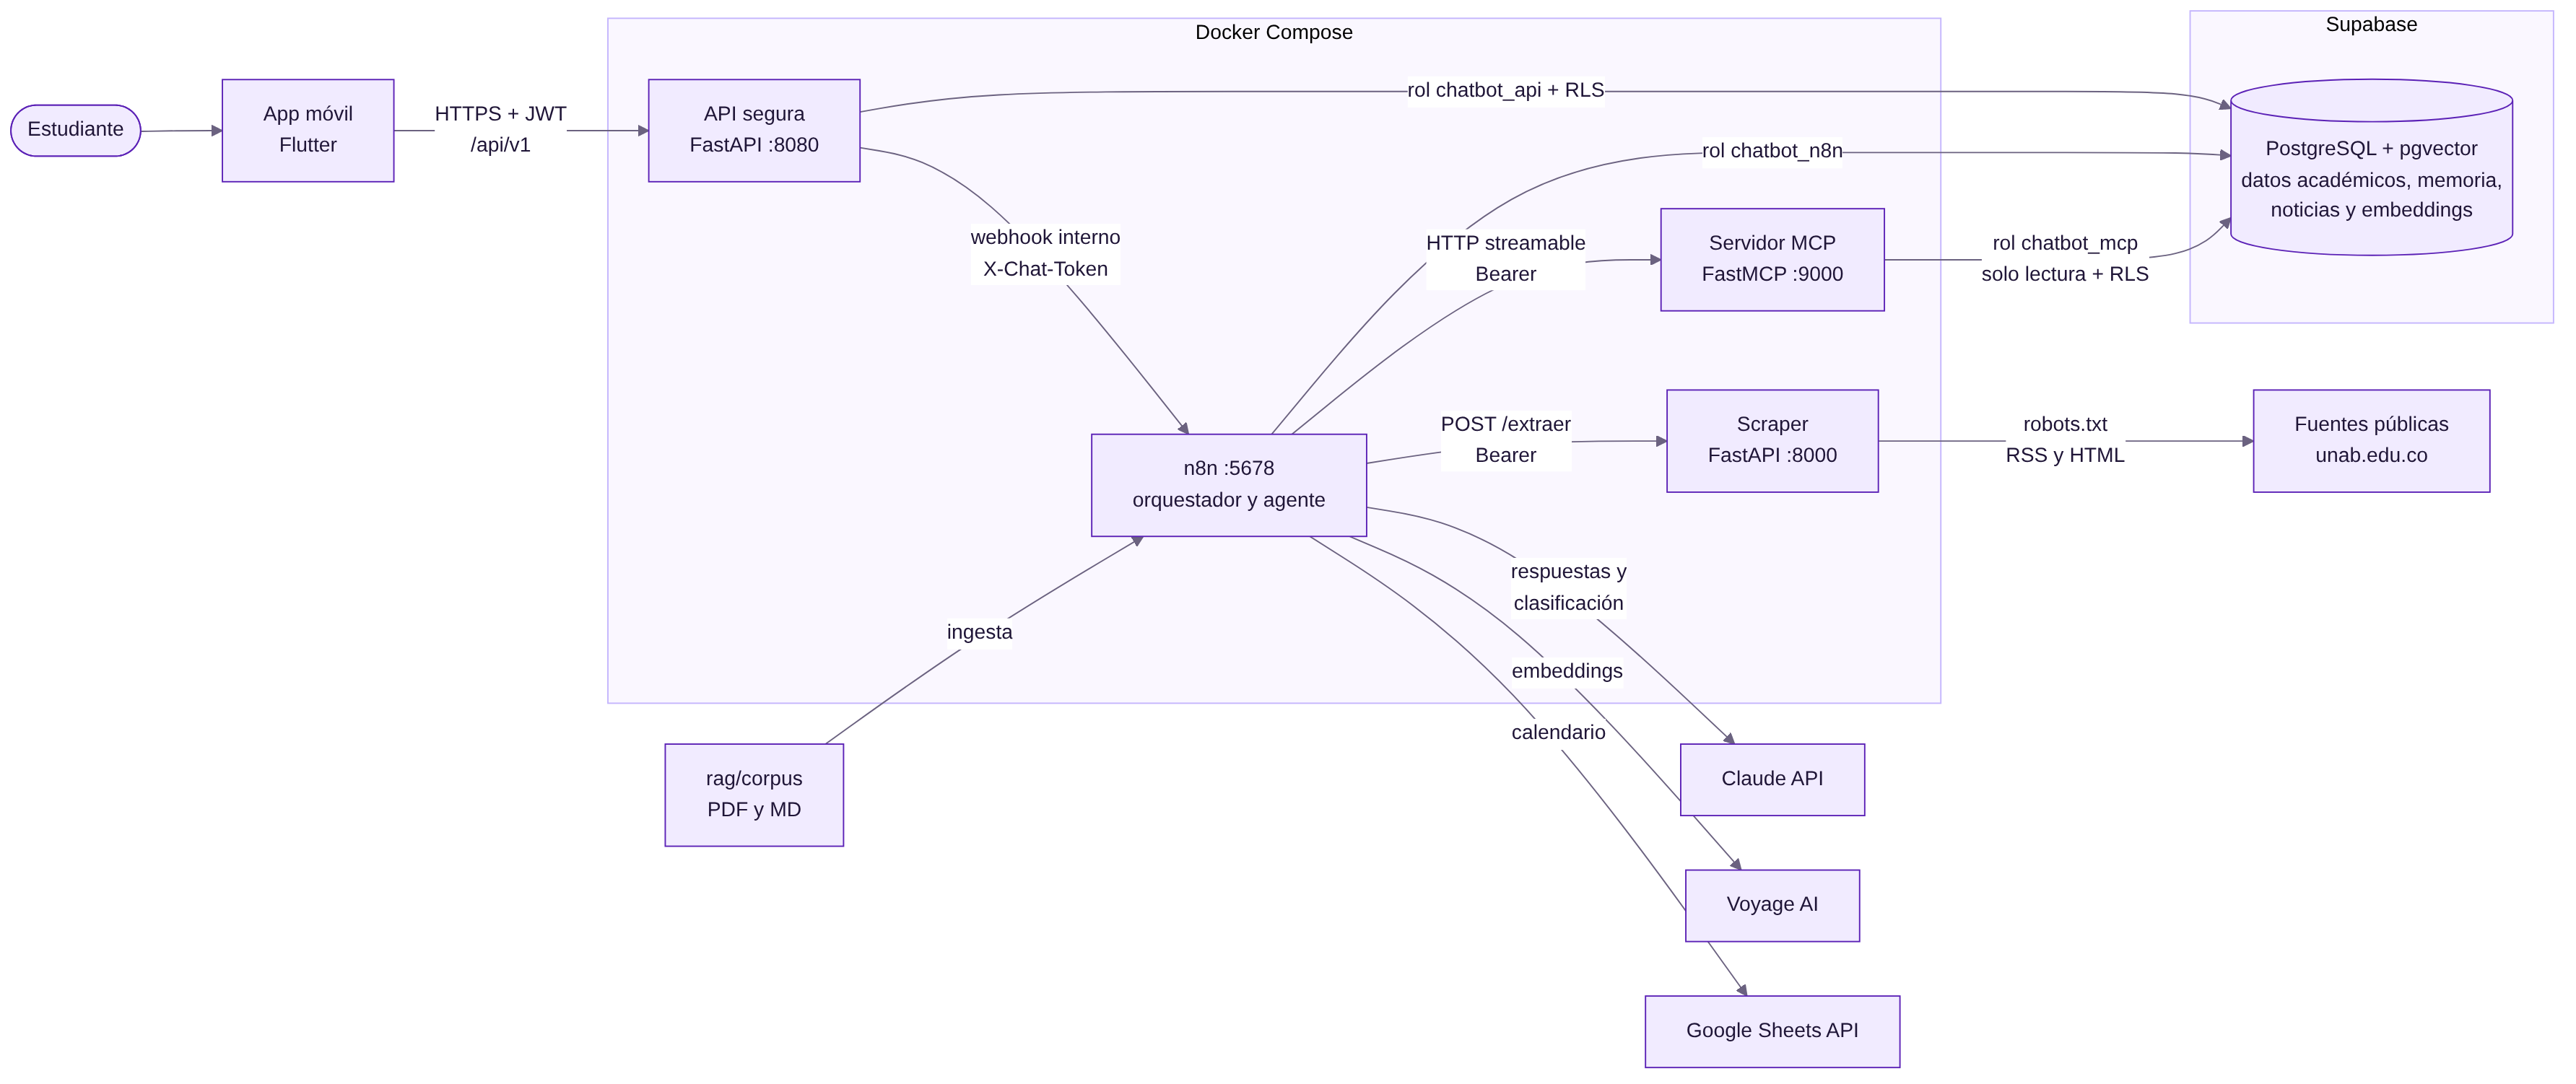 Docker Compose
Supabase
Estudiante
App móvil
Flutter
HTTPS + JWT
/api/v1
API segura
FastAPI :8080
rol chatbot_api + RLS
rol chatbot_n8n
PostgreSQL + pgvector
datos académicos, memoria,
noticias y embeddings
webhook interno
X-Chat-Token
HTTP streamable
Bearer
Servidor MCP
FastMCP :9000
rol chatbot_mcp
solo lectura + RLS
n8n :5678
orquestador y agente
POST /extraer
Bearer
Scraper
FastAPI :8000
robots.txt
RSS y HTML
Fuentes públicas
unab.edu.co
respuestas y
clasificación
ingesta
embeddings
calendario
rag/corpus
PDF y MD
Claude API
Voyage AI
Google Sheets API